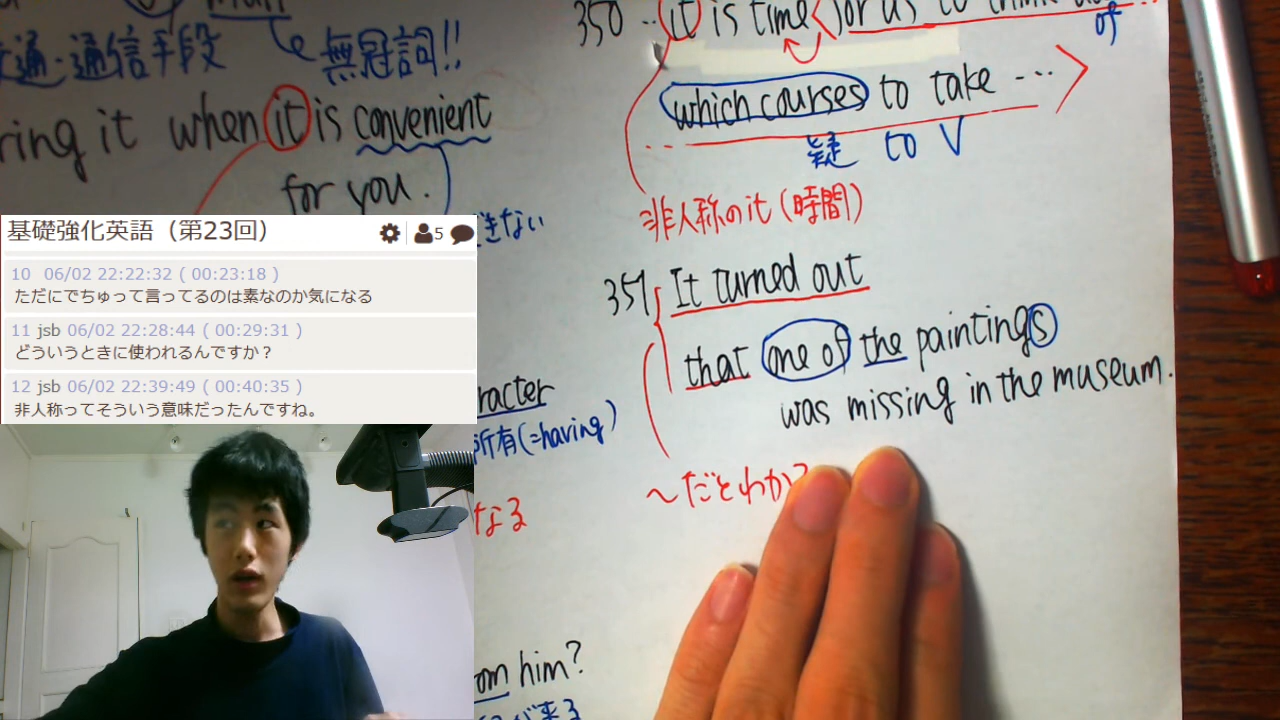 man
交通・通信手段
無冠詞!!
ring it when it is convenient
for you.
きない
racter
所有(=having)
なる
om him?
が来る
350 … it is time for us to think
of
which courses to take …
疑 to V
非人称のit(時間)
351 It turned out
that one of the paintings
was missing in the museum.
〜だとわか
基礎強化英語(第23回)
5
10 06/02 22:22:32 ( 00:23:18 )
ただにでちゅって言ってるのは素なのか気になる
11 jsb 06/02 22:28:44 ( 00:29:31 )
どういうときに使われるんですか?
12 jsb 06/02 22:39:49 ( 00:40:35 )
非人称ってそういう意味だったんですね。